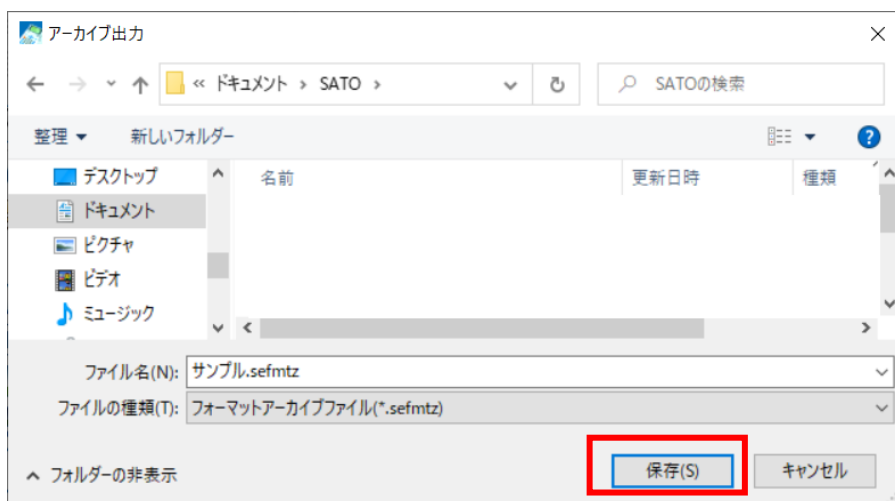 アーカイブ出力
« ドキュメント › SATO ›
SATOの検索
整理
新しいフォルダー
デスクトップ
ドキュメント
ピクチャ
ビデオ
ミュージック
名前
更新日時
種類
ファイル名(N): サンプル.sefmtz
ファイルの種類(T): フォーマットアーカイブファイル(*.sefmtz)
フォルダーの非表示
保存(S)
キャンセル